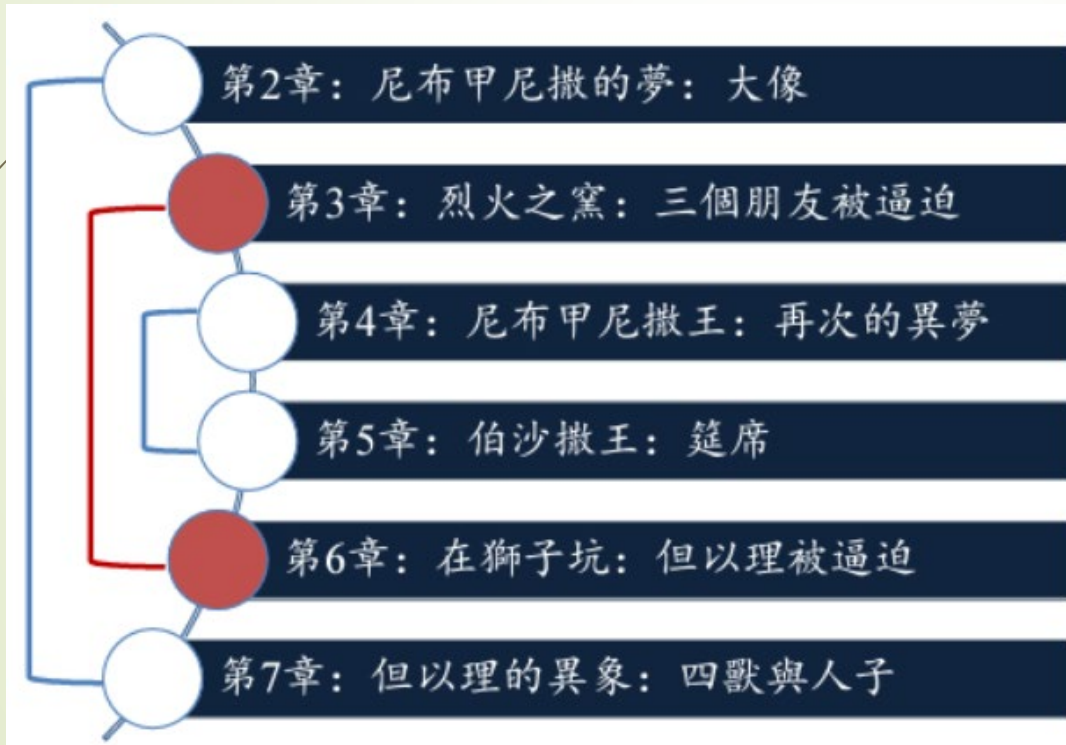 第2章：尼布甲尼撒的夢：大像
第3章：烈火之窯：三個朋友被逼迫
第4章：尼布甲尼撒王：再次的異夢
第5章：伯沙撒王：筵席
第6章：在獅子坑：但以理被逼迫
第7章：但以理的異象：四獸與人子